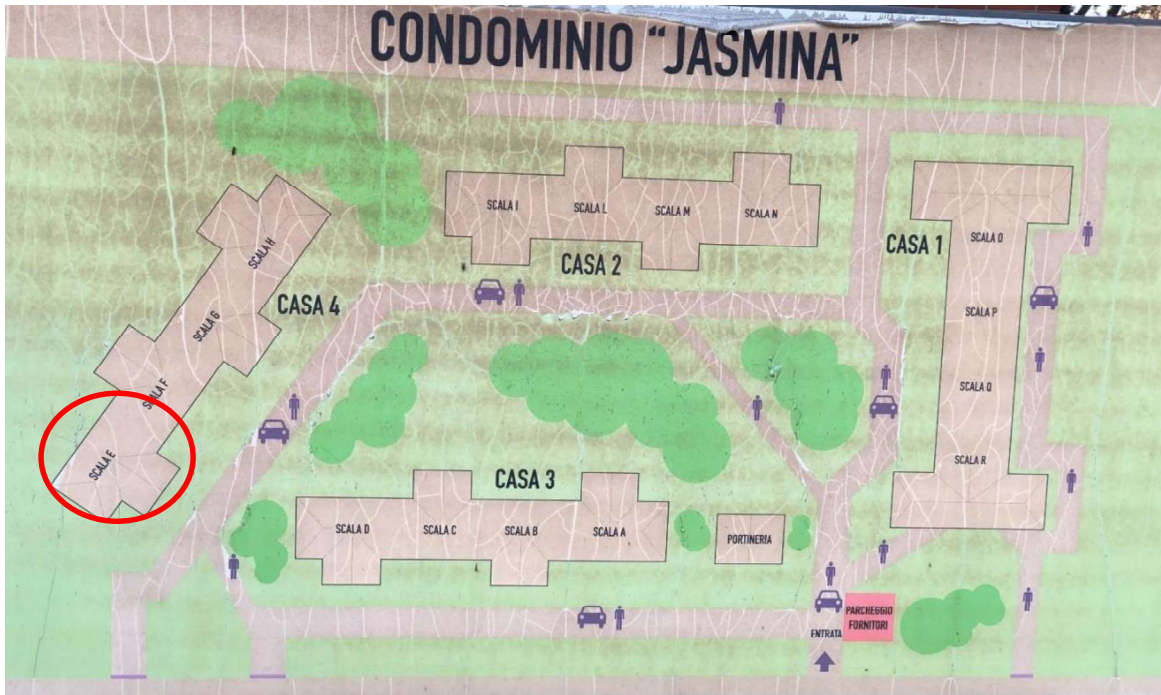 CONDOMINIO "JASMINA"
SCALA I
SCALA L
SCALA M
SCALA N
CASA 2
CASA 1
SCALA O
SCALA P
SCALA Q
SCALA R
SCALA H
SCALA G
SCALA F
SCALA E
CASA 4
CASA 3
SCALA D
SCALA C
SCALA B
SCALA A
PORTINERIA
PARCHEGGIO
FORNITORI
ENTRATA